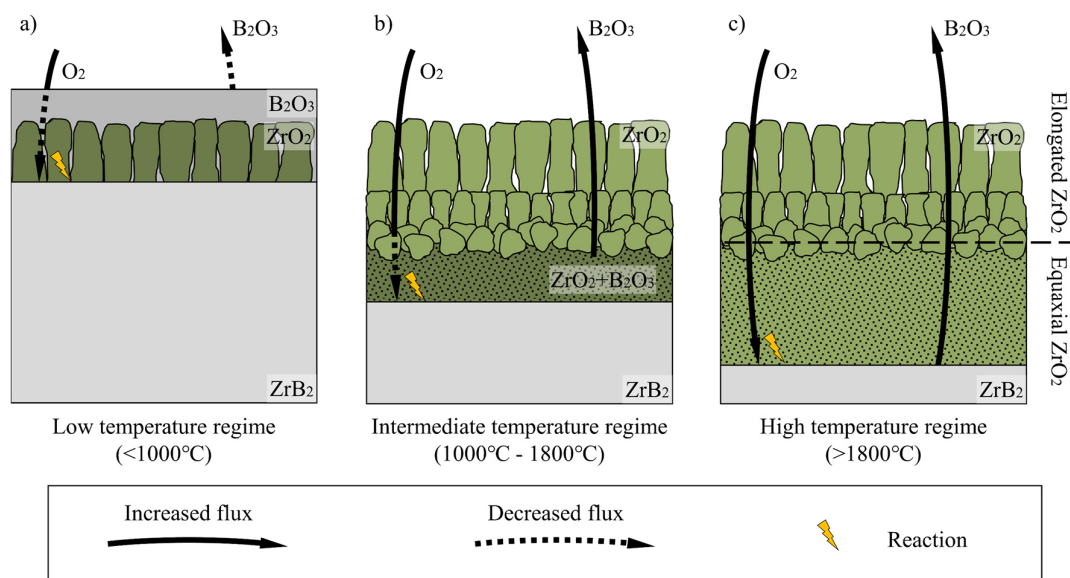 a)
O₂
B₂O₃
B₂O₃
ZrO₂
ZrB₂
Low temperature regime
(<1000℃)
b)
B₂O₃
O₂
ZrO₂
ZrO₂+B₂O₃
ZrB₂
Intermediate temperature regime
(1000℃ - 1800℃)
c)
B₂O₃
O₂
ZrO₂
ZrB₂
High temperature regime
(>1800℃)
Elongated ZrO₂
Equaxial ZrO₂
Increased flux
Decreased flux
Reaction